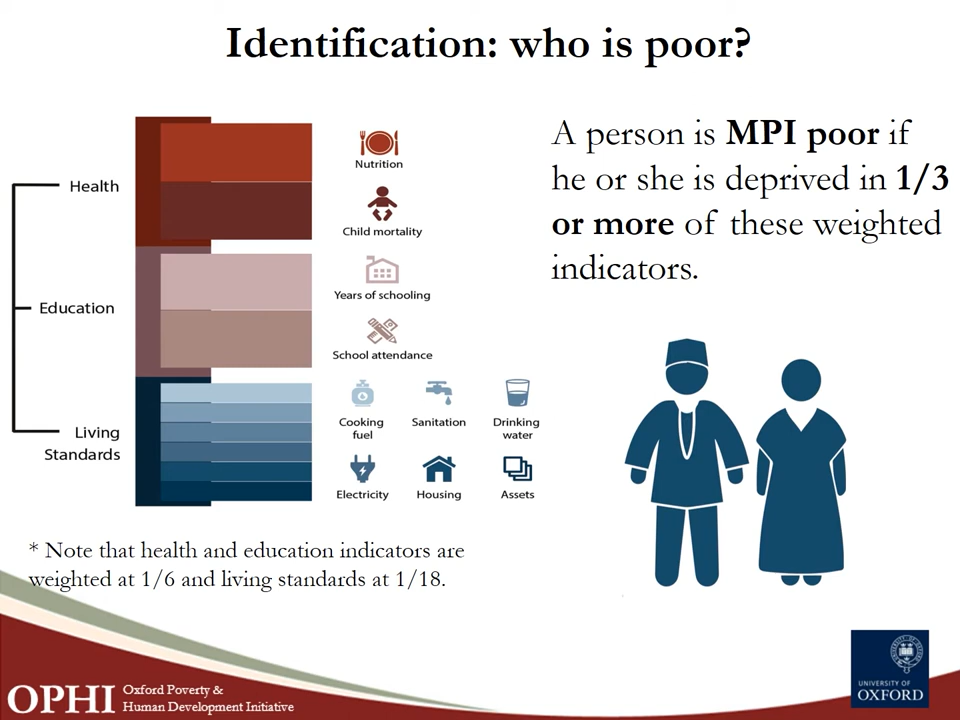 Identification: who is poor?
Health
Education
Living
Standards
Nutrition
Child mortality
Years of schooling
School attendance
Cooking
fuel
Sanitation
Drinking
water
Electricity
Housing
Assets
A person is MPI poor if
he or she is deprived in 1/3
or more of these weighted
indicators.
* Note that health and education indicators are
weighted at 1/6 and living standards at 1/18.
OPHI
Oxford Poverty &
Human Development Initiative
UNIVERSITY OF
OXFORD